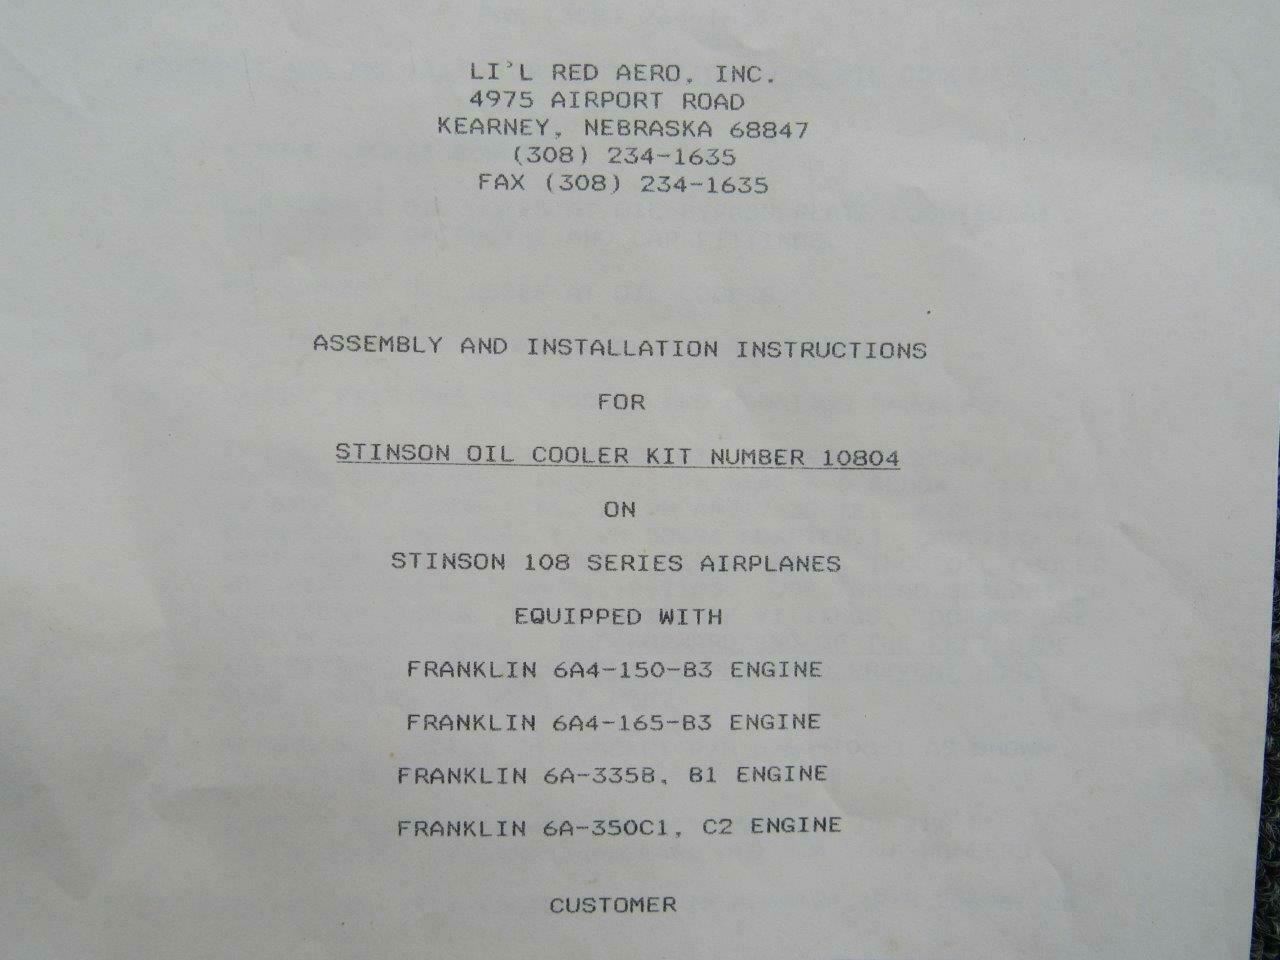 LI'L RED AERO, INC.
4975 AIRPORT ROAD
KEARNEY, NEBRASKA 68847
(308) 234-1635
FAX (308) 234-1635
ASSEMBLY AND INSTALLATION INSTRUCTIONS
FOR
STINSON OIL COOLER KIT NUMBER 10804
ON
STINSON 108 SERIES AIRPLANES
EQUIPPED WITH
FRANKLIN 6A4-150-B3 ENGINE
FRANKLIN 6A4-165-B3 ENGINE
FRANKLIN 6A-335B, B1 ENGINE
FRANKLIN 6A-350C1, C2 ENGINE
CUSTOMER